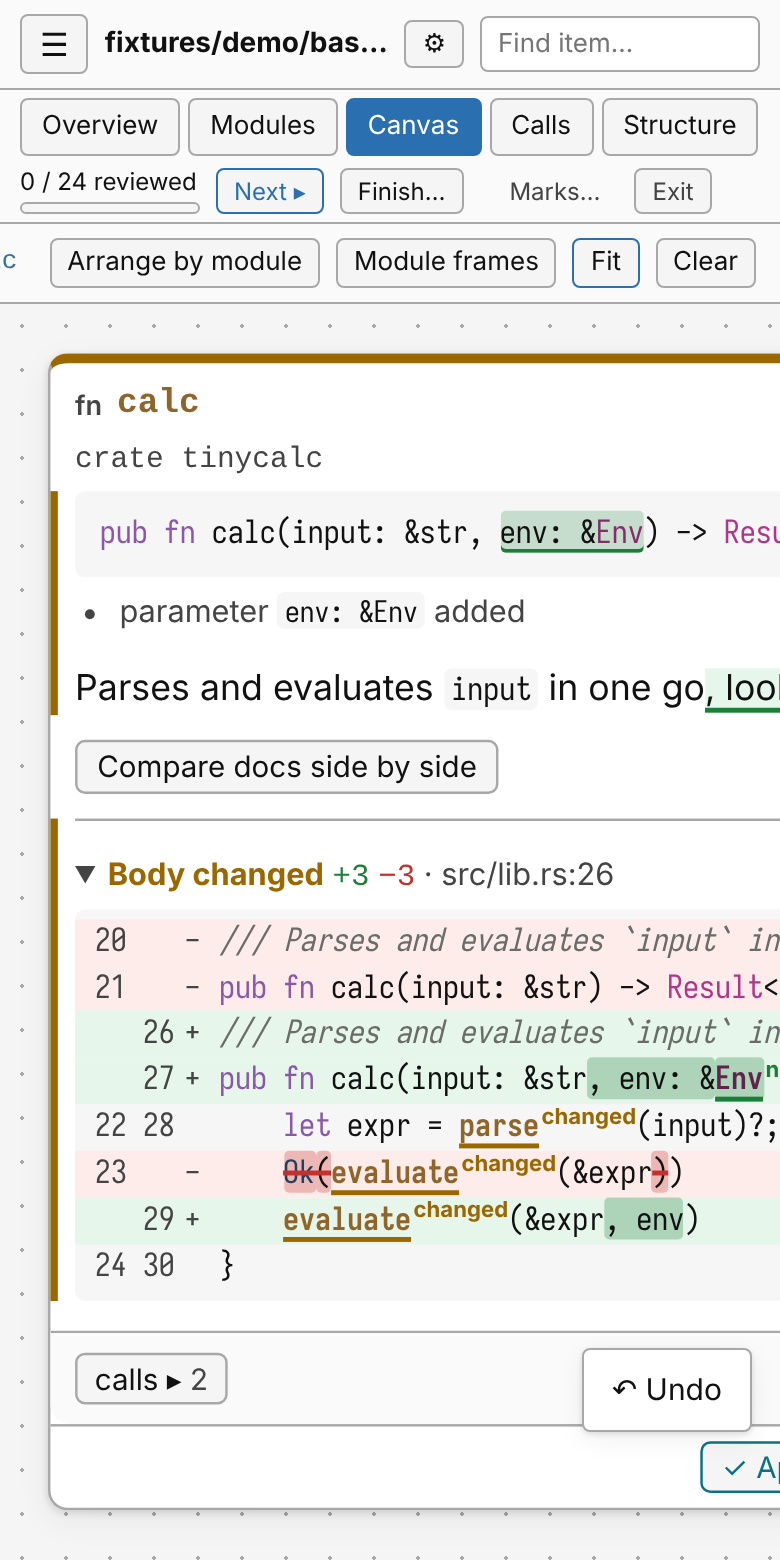 ☰ fixtures/demo/bas... ⚙ Find item...
Overview Modules Canvas Calls Structure
0 / 24 reviewed Next ▸ Finish... Marks... Exit
c Arrange by module Module frames Fit Clear
fn calc
crate tinycalc
pub fn calc(input: &str, env: &Env) -> Resu
• parameter env: &Env added
Parses and evaluates input in one go, look
Compare docs side by side
▼ Body changed +3 −3 · src/lib.rs:26
20 − /// Parses and evaluates `input` in
21 − pub fn calc(input: &str) -> Result<
26 + /// Parses and evaluates `input` in
27 + pub fn calc(input: &str, env: &Env n
22 28 let expr = parse changed(input)?;
23 − Ok(evaluate changed(&expr))
29 + evaluate changed(&expr, env)
24 30 }
calls ▸ 2
↶ Undo
✓ Ap